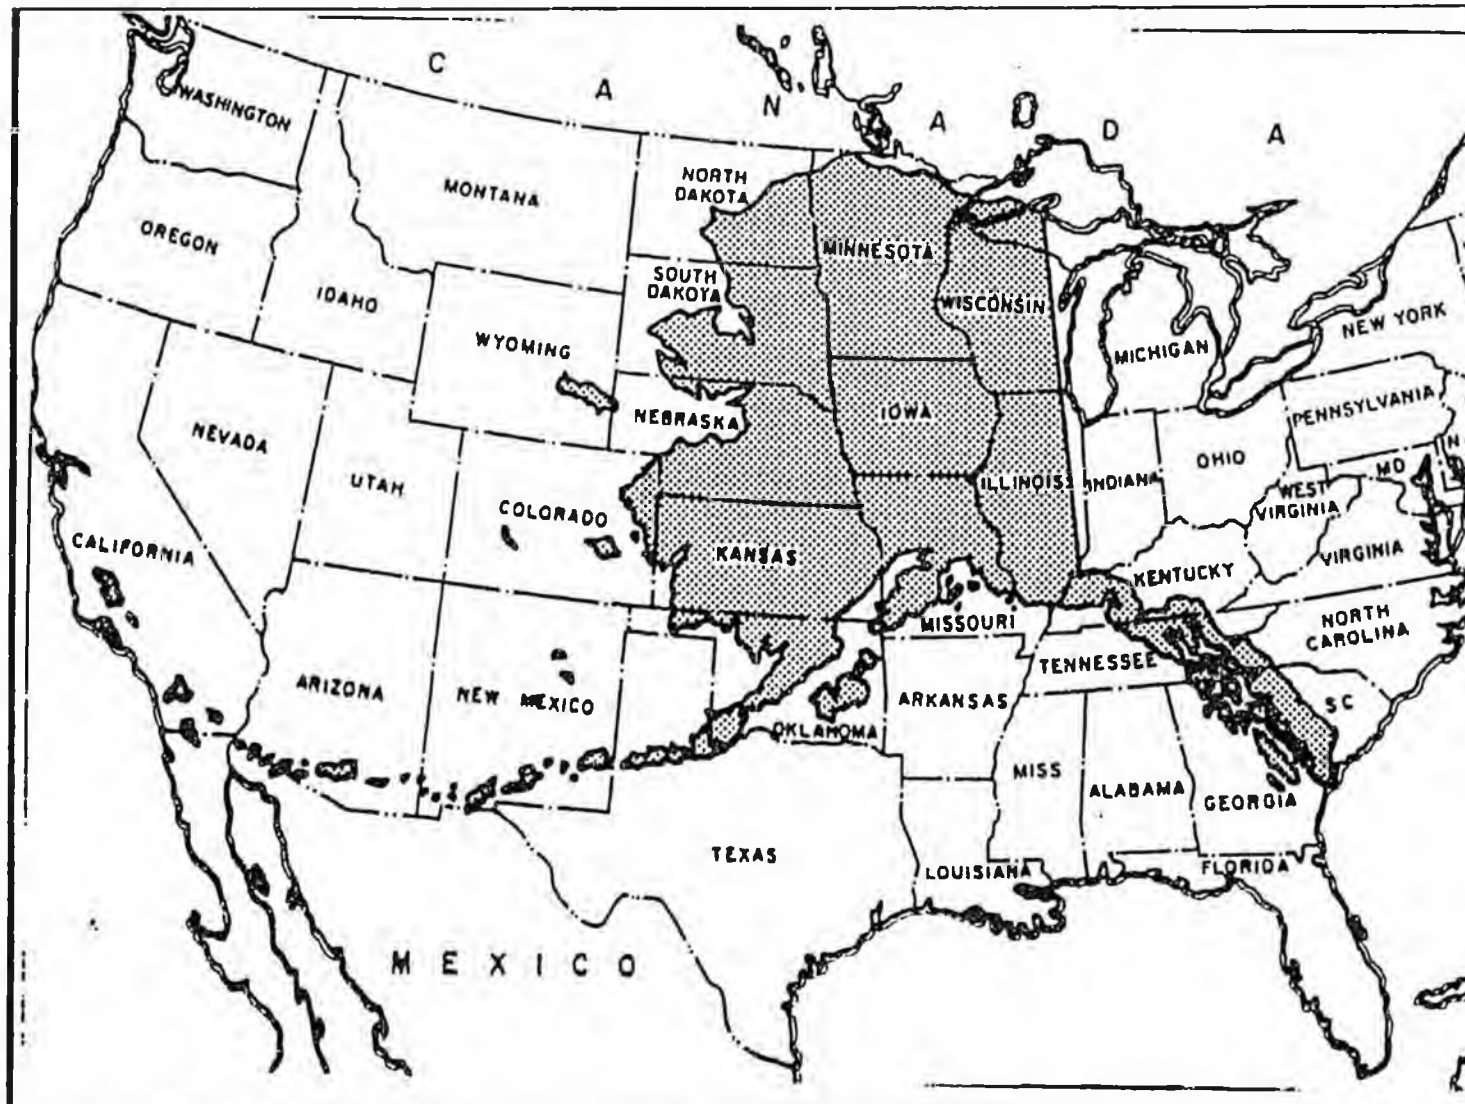 C A N A D A
WASHINGTON
NORTH
DAKOTA
MONTANA
OREGON
MINNESOTA
SOUTH
DAKOTA
IDAHO
WISCONSIN
WYOMING
MICHIGAN
NEW YORK
NEBRASKA
IOWA
PENNSYLVANIA
NEVADA
UTAH
COLORADO
ILLINOIS
INDIANA
OHIO
MD
N
WEST
VIRGINIA
CALIFORNIA
KANSAS
KENTUCKY
VIRGINIA
MISSOURI
NORTH
CAROLINA
TENNESSEE
ARIZONA
NEW MEXICO
ARKANSAS
SC
OKLAHOMA
MISS
ALABAMA
GEORGIA
TEXAS
LOUISIANA
FLORIDA
MEXICO